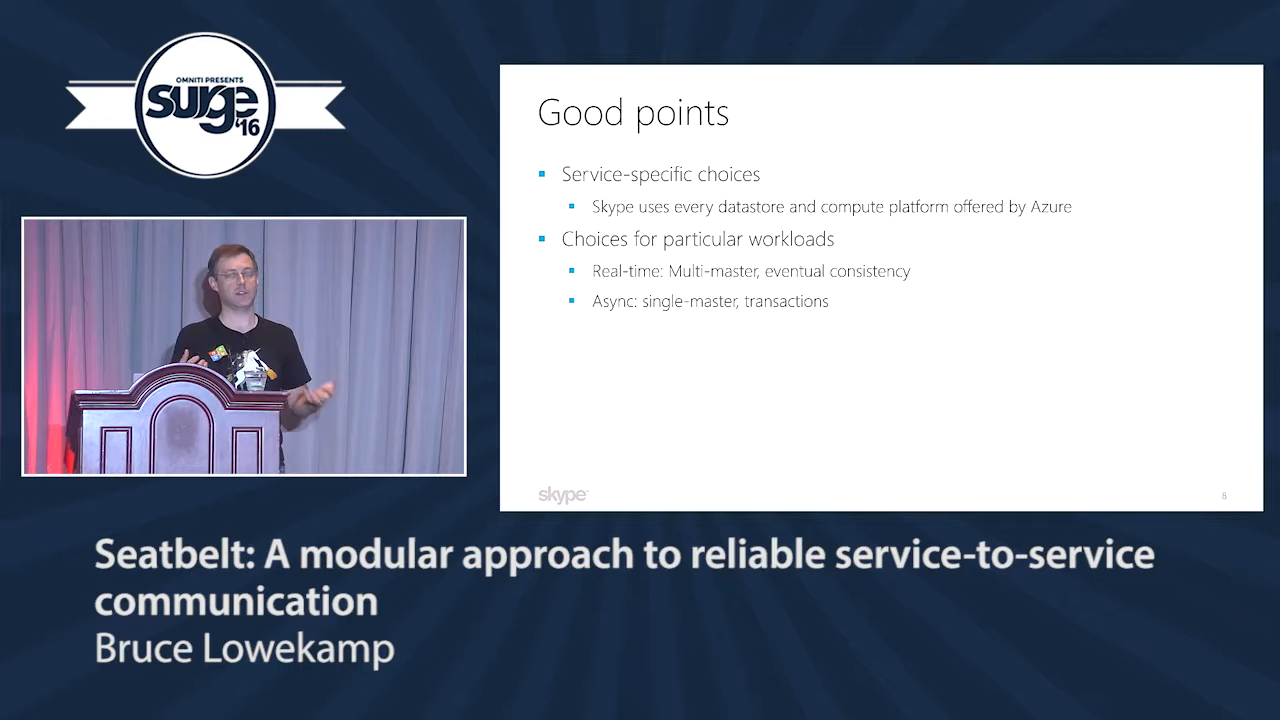 OMNITI PRESENTS
surge
'16
Good points
Service-specific choices
Skype uses every datastore and compute platform offered by Azure
Choices for particular workloads
Real-time: Multi-master, eventual consistency
Async: single-master, transactions
skype
8
Seatbelt: A modular approach to reliable service-to-service
communication
Bruce Lowekamp